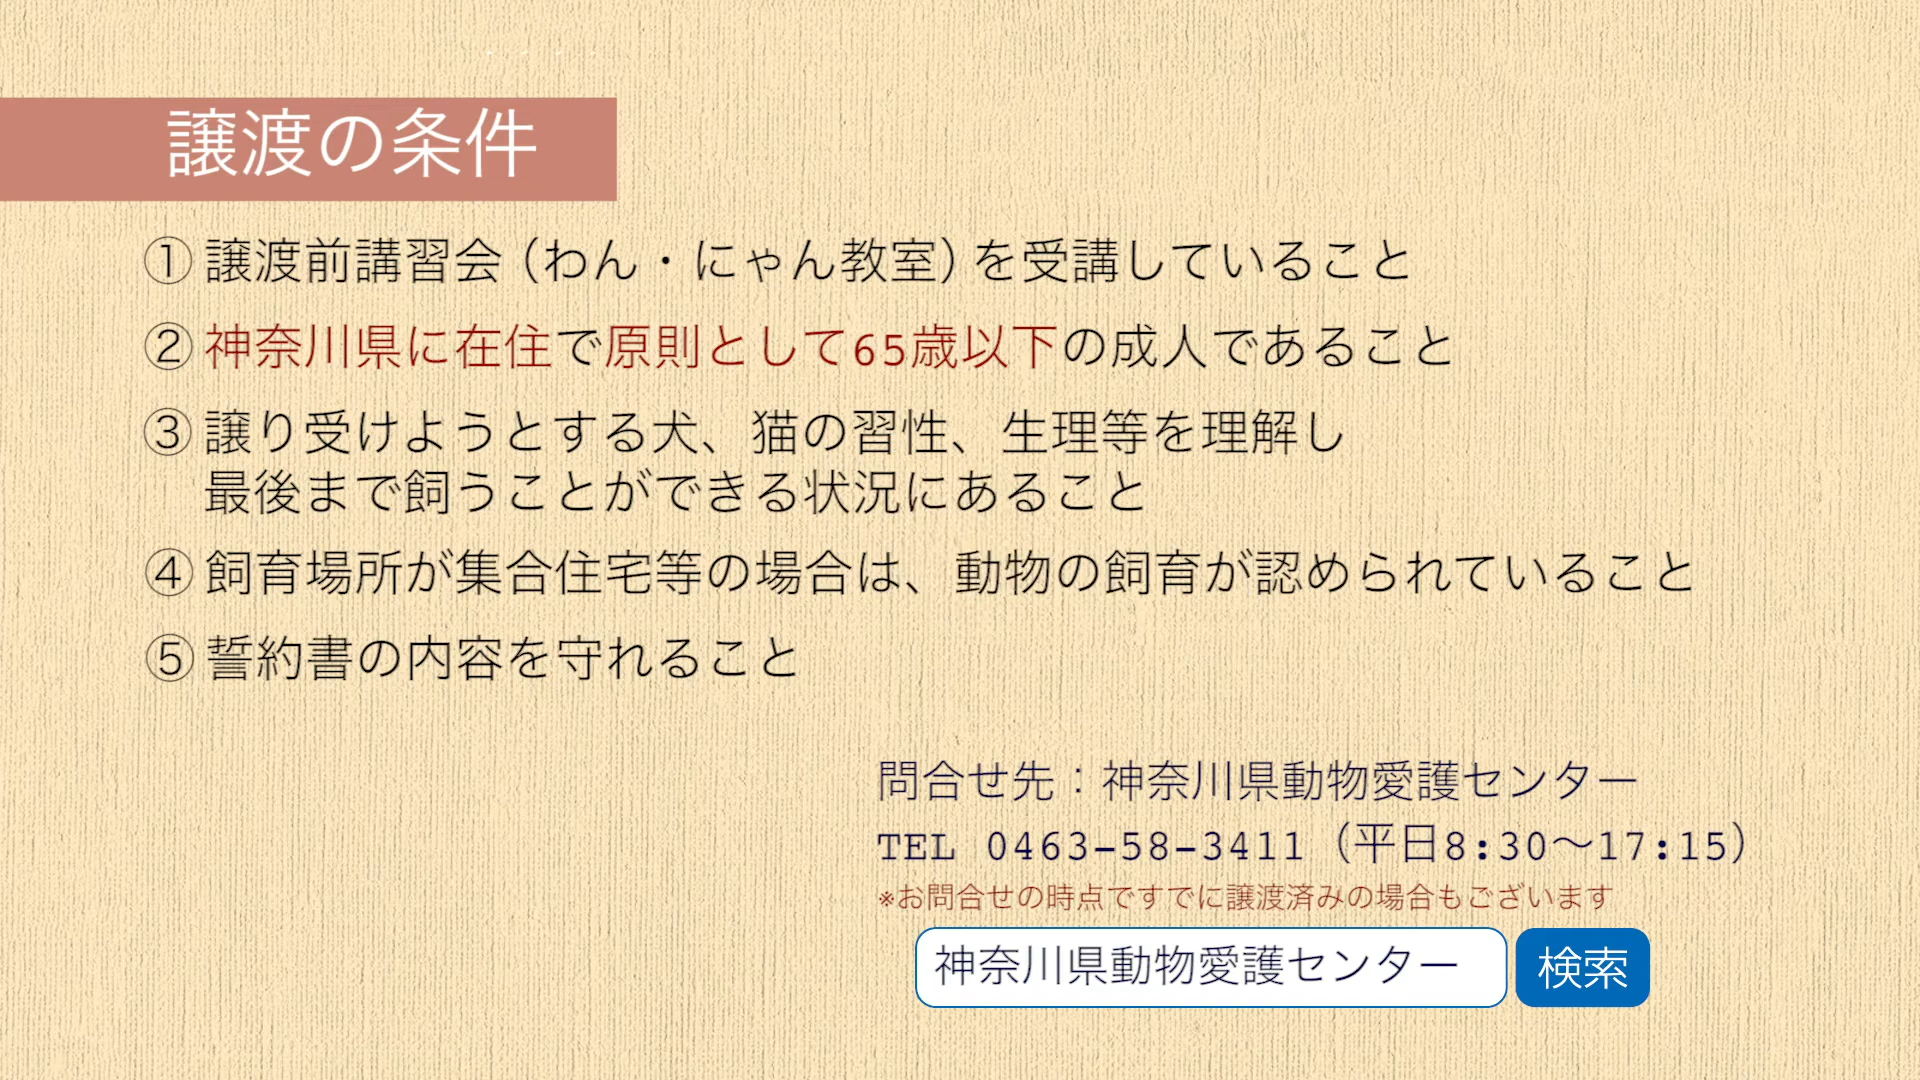 譲渡の条件
① 譲渡前講習会（わん・にゃん教室）を受講していること
② 神奈川県に在住で原則として65歳以下の成人であること
③ 譲り受けようとする犬、猫の習性、生理等を理解し
最後まで飼うことができる状況にあること
④ 飼育場所が集合住宅等の場合は、動物の飼育が認められていること
⑤ 誓約書の内容を守れること
問合せ先：神奈川県動物愛護センター
TEL 0463-58-3411（平日8:30～17:15）
※お問合せの時点ですでに譲渡済みの場合もございます
神奈川県動物愛護センター 検索